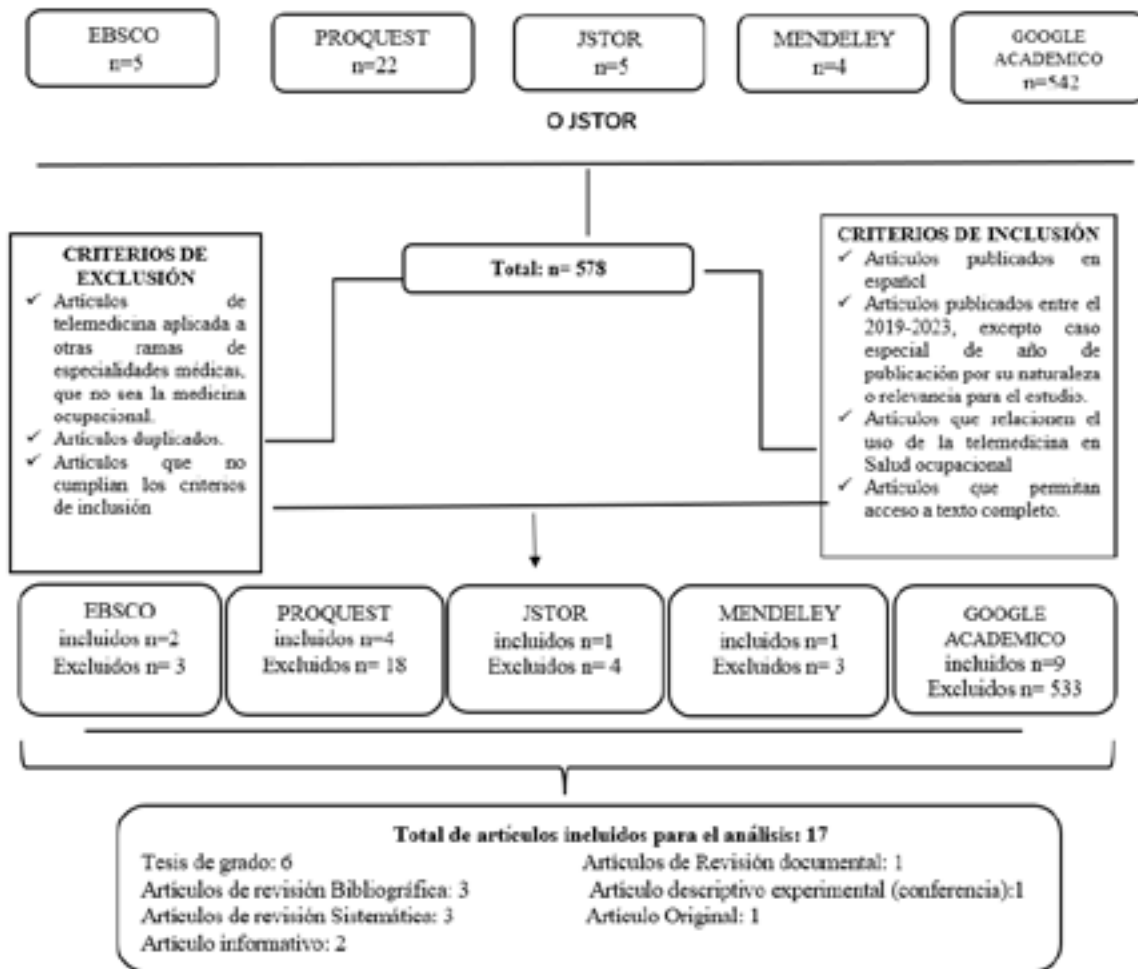 EBSCO
n=5
PROQUEST
n=22
JSTOR
n=5
MENDELEY
n=4
GOOGLE
ACADEMICO
n=542
O JSTOR
CRITERIOS DE
EXCLUSIÓN
✓ Artículos de
telemedicina aplicada a
otras ramas de
especialidades médicas,
que no sea la medicina
ocupacional.
✓ Artículos duplicados.
✓ Artículos que no
cumplían los criterios
de inclusión
Total: n= 578
CRITERIOS DE INCLUSIÓN
✓ Artículos publicados en
español
✓ Artículos publicados entre el
2019-2023, excepto caso
especial de año de
publicación por su naturaleza
o relevancia para el estudio.
✓ Artículos que relacionen el
uso de la telemedicina en
Salud ocupacional
✓ Artículos que permitan
acceso a texto completo.
EBSCO
incluidos n=2
Excluidos n= 3
PROQUEST
incluidos n=4
Excluidos n= 18
JSTOR
incluidos n=1
Excluidos n= 4
MENDELEY
incluidos n=1
Excluidos n= 3
GOOGLE
ACADEMICO
incluidos n=9
Excluidos n= 533
Total de artículos incluidos para el análisis: 17
Tesis de grado: 6
Artículos de revisión Bibliográfica: 3
Artículos de revisión Sistemática: 3
Artículo informativo: 2
Artículos de Revisión documental: 1
Artículo descriptivo experimental (conferencia):1
Artículo Original: 1